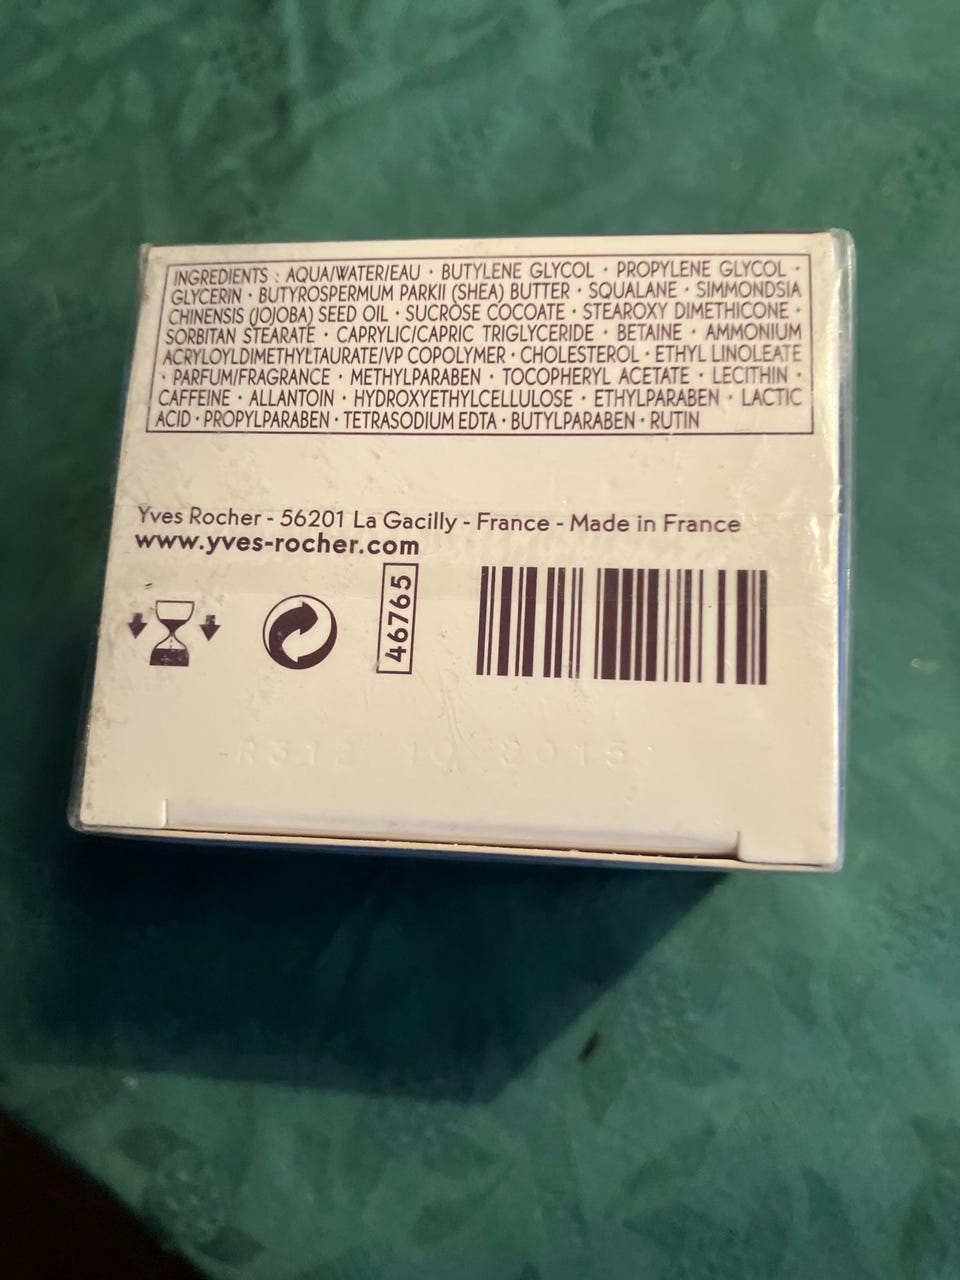 INGREDIENTS : AQUA/WATER/EAU · BUTYLENE GLYCOL · PROPYLENE GLYCOL ·
GLYCERIN · BUTYROSPERMUM PARKII (SHEA) BUTTER · SQUALANE · SIMMONDSIA
CHINENSIS (JOJOBA) SEED OIL · SUCROSE COCOATE · STEAROXY DIMETHICONE ·
SORBITAN STEARATE · CAPRYLIC/CAPRIC TRIGLYCERIDE · BETAINE · AMMONIUM
ACRYLOYLDIMETHYLTAURATE/VP COPOLYMER · CHOLESTEROL · ETHYL LINOLEATE
· PARFUM/FRAGRANCE · METHYLPARABEN · TOCOPHERYL ACETATE · LECITHIN ·
CAFFEINE · ALLANTOIN · HYDROXYETHYLCELLULOSE · ETHYLPARABEN · LACTIC
ACID · PROPYLPARABEN · TETRASODIUM EDTA · BUTYLPARABEN · RUTIN
Yves Rocher - 56201 La Gacilly - France - Made in France
www.yves-rocher.com
46765
10 2015